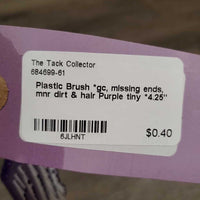 The Tack Collector
684699-61
Plastic Brush *gc, missing ends,
mnr dirt & hair Purple tiny *4.25"
6JLHNT
$0.40